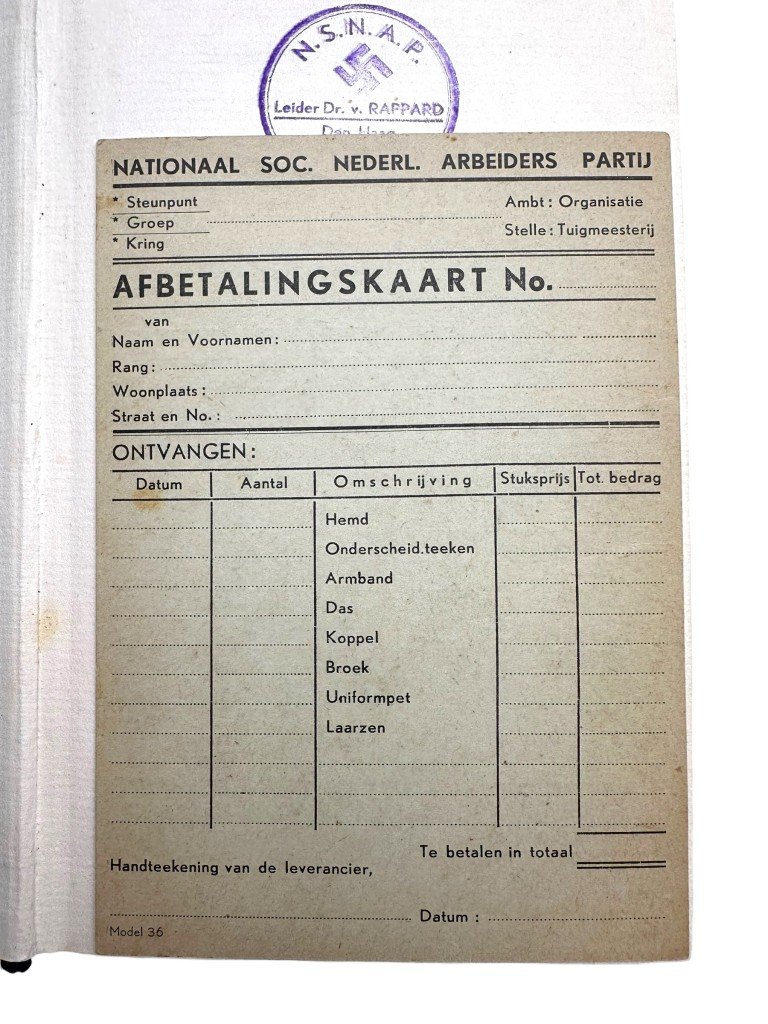 N.S.N.A.P.
Leider Dr. v. RAPPARD
Den Haag
NATIONAAL SOC. NEDERL. ARBEIDERS PARTIJ
* Steunpunt
* Groep
* Kring
Ambt : Organisatie
Stelle : Tuigmeesterij
AFBETALINGSKAART No.
van
Naam en Voornamen :
Rang :
Woonplaats :
Straat en No. :
ONTVANGEN :
Datum Aantal Omschrijving Stuksprijs Tot. bedrag
Hemd
Onderscheid.teeken
Armband
Das
Koppel
Broek
Uniformpet
Laarzen
Te betalen in totaal
Handteekening van de leverancier,
Datum :
Model 36